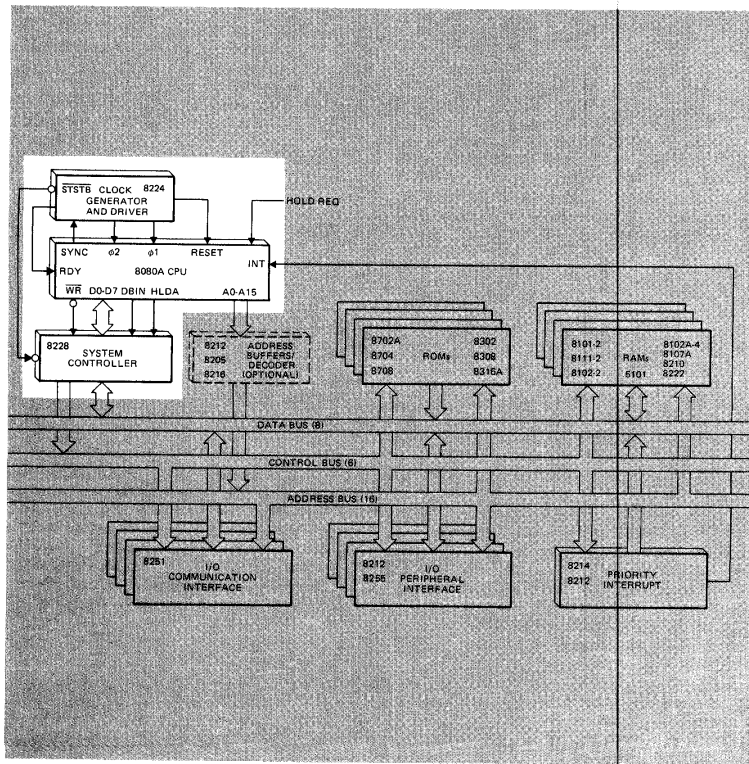 STSTB CLOCK 8224
GENERATOR
AND DRIVER
HOLD REQ
SYNC φ2 φ1 RESET
INT
RDY 8080A CPU
WR D0-D7 DBIN HLDA A0-A15
8228 SYSTEM
CONTROLLER
8212 ADDRESS
8205 BUFFERS/
DECODER
8216 (OPTIONAL)
8702A 8302
8704 ROMs 8308
8708 8316A
8101-2 8102A-4
8111-2 RAMs 8107A
8210
8102-2 5101 8222
DATA BUS (8)
CONTROL BUS (6)
ADDRESS BUS (16)
8251 I/O
COMMUNICATION
INTERFACE
8212 I/O
8255 PERIPHERAL
INTERFACE
8214 PRIORITY
8212 INTERRUPT